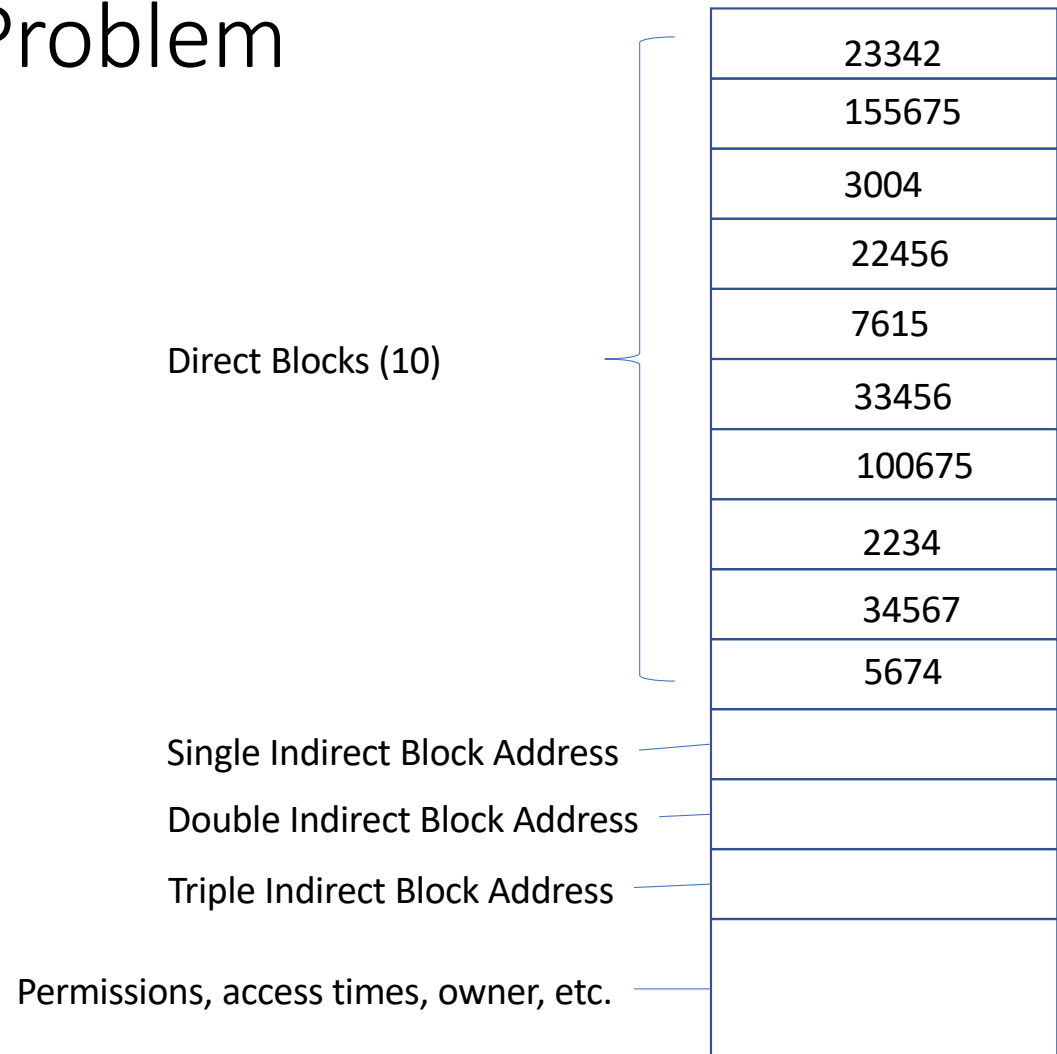 Problem
23342
155675
3004
22456
7615
Direct Blocks (10)
33456
100675
2234
34567
5674
Single Indirect Block Address
Double Indirect Block Address
Triple Indirect Block Address
Permissions, access times, owner, etc.